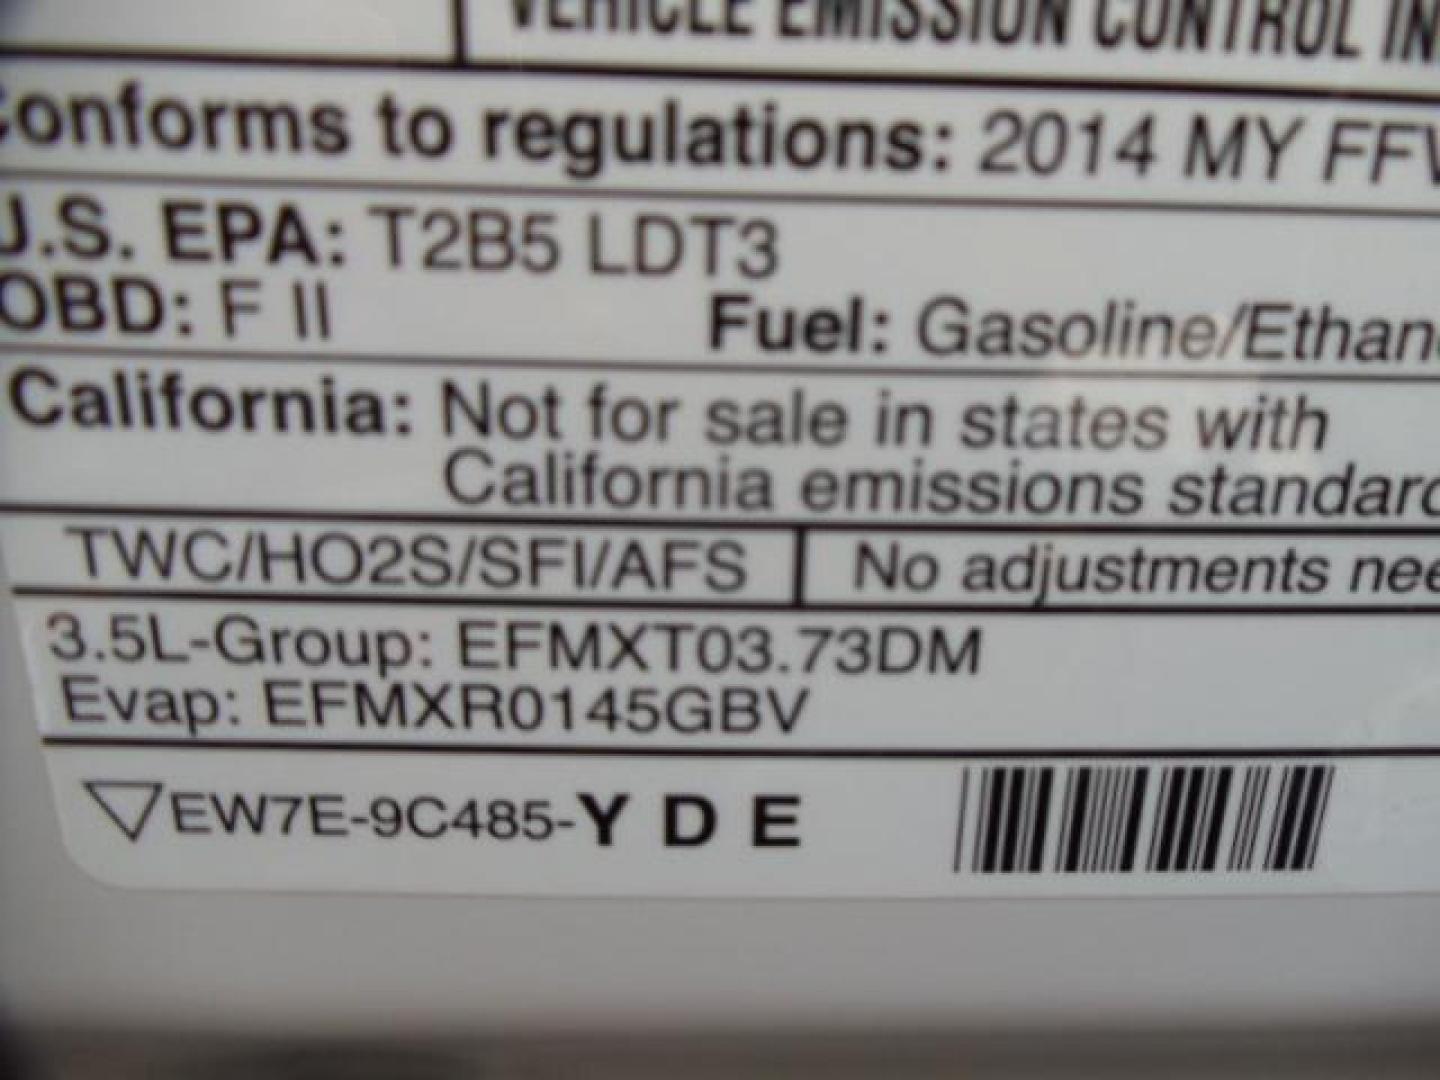 VEHICLE EMISSION CONTROL IN
Conforms to regulations: 2014 MY FFV
U.S. EPA: T2B5 LDT3
OBD: F II Fuel: Gasoline/Ethan
California: Not for sale in states with
California emissions standard
TWC/HO2S/SFI/AFS No adjustments nee
3.5L-Group: EFMXT03.73DM
Evap: EFMXR0145GBV
EW7E-9C485-Y D E